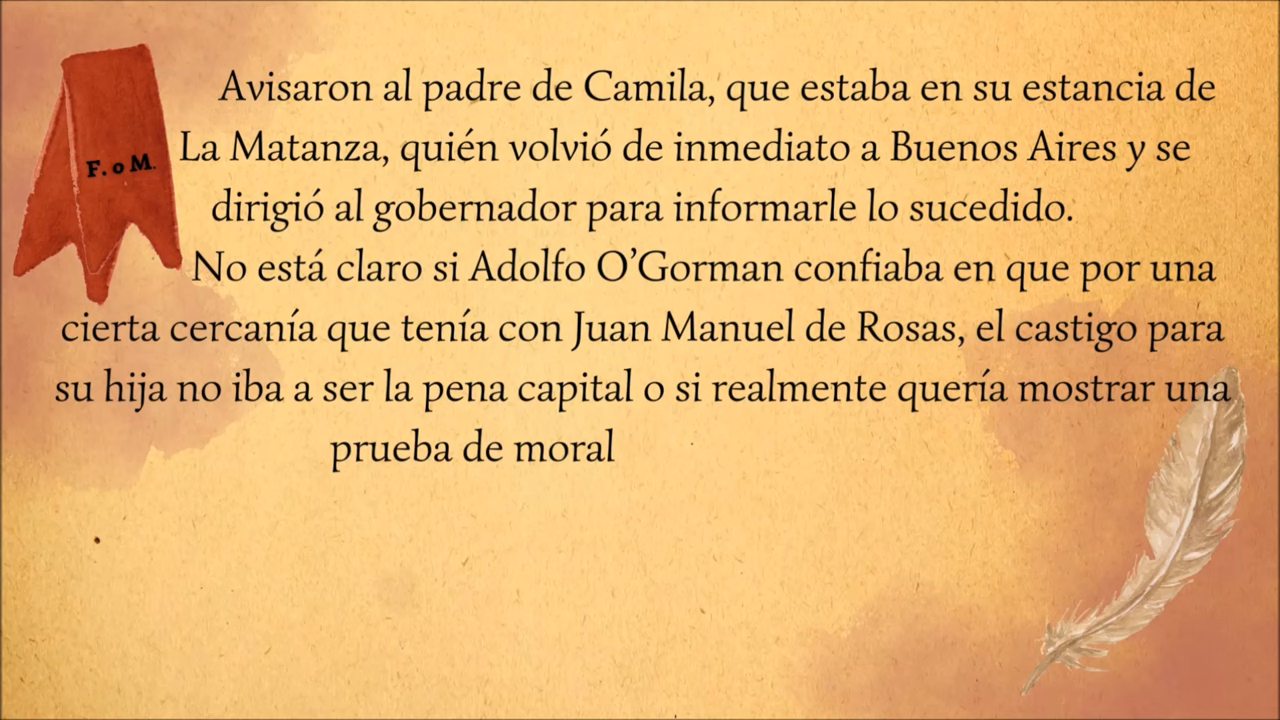 Avisaron al padre de Camila, que estaba en su estancia de
F. o M.
La Matanza, quién volvió de inmediato a Buenos Aires y se
dirigió al gobernador para informarle lo sucedido.
No está claro si Adolfo O’Gorman confiaba en que por una
cierta cercanía que tenía con Juan Manuel de Rosas, el castigo para
su hija no iba a ser la pena capital o si realmente quería mostrar una
prueba de moral